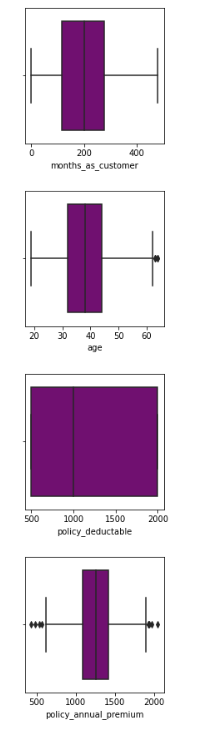 0 200 400
months_as_customer
20 30 40 50 60
age
500 1000 1500 2000
policy_deductable
500 1000 1500 2000
policy_annual_premium